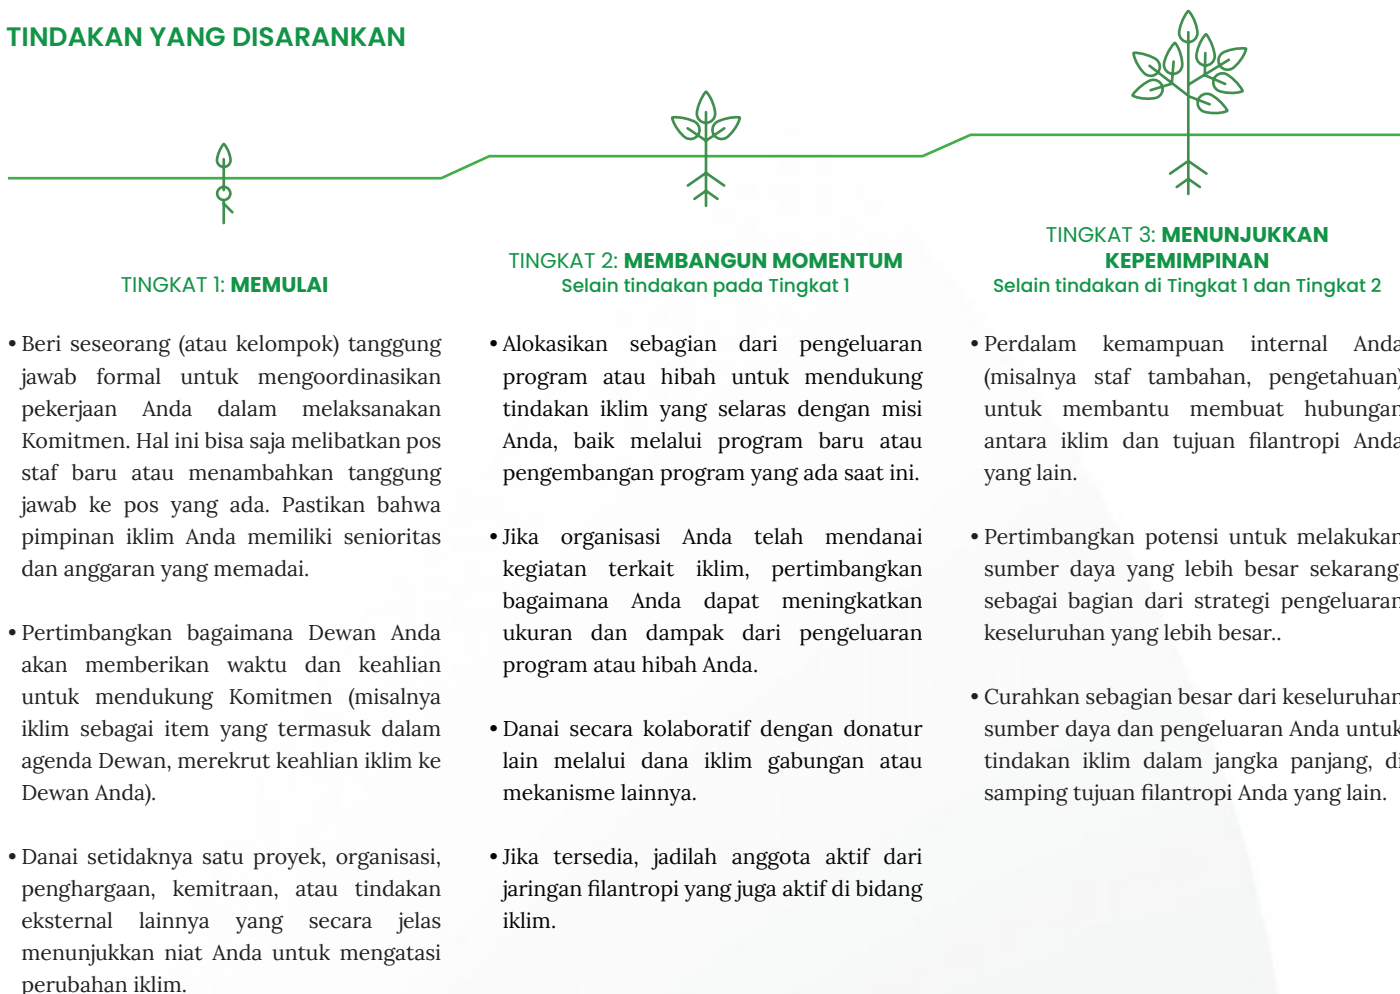 TINDAKAN YANG DISARANKAN
TINGKAT 1: MEMULAI
• Beri seseorang (atau kelompok) tanggung
jawab formal untuk mengoordinasikan
pekerjaan Anda dalam melaksanakan
Komitmen. Hal ini bisa saja melibatkan pos
staf baru atau menambahkan tanggung
jawab ke pos yang ada. Pastikan bahwa
pimpinan iklim Anda memiliki senioritas
dan anggaran yang memadai.
• Pertimbangkan bagaimana Dewan Anda
akan memberikan waktu dan keahlian
untuk mendukung Komitmen (misalnya
iklim sebagai item yang termasuk dalam
agenda Dewan, merekrut keahlian iklim ke
Dewan Anda).
• Danai setidaknya satu proyek, organisasi,
penghargaan, kemitraan, atau tindakan
eksternal lainnya yang secara jelas
menunjukkan niat Anda untuk mengatasi
perubahan iklim.
TINGKAT 2: MEMBANGUN MOMENTUM
Selain tindakan pada Tingkat 1
• Alokasikan sebagian dari pengeluaran
program atau hibah untuk mendukung
tindakan iklim yang selaras dengan misi
Anda, baik melalui program baru atau
pengembangan program yang ada saat ini.
• Jika organisasi Anda telah mendanai
kegiatan terkait iklim, pertimbangkan
bagaimana Anda dapat meningkatkan
ukuran dan dampak dari pengeluaran
program atau hibah Anda.
• Danai secara kolaboratif dengan donatur
lain melalui dana iklim gabungan atau
mekanisme lainnya.
• Jika tersedia, jadilah anggota aktif dari
jaringan filantropi yang juga aktif di bidang
iklim.
TINGKAT 3: MENUNJUKKAN
KEPEMIMPINAN
Selain tindakan di Tingkat 1 dan Tingkat 2
• Perdalam kemampuan internal Anda
(misalnya staf tambahan, pengetahuan)
untuk membantu membuat hubungan
antara iklim dan tujuan filantropi Anda
yang lain.
• Pertimbangkan potensi untuk melakukan
sumber daya yang lebih besar sekarang
sebagai bagian dari strategi pengeluaran
keseluruhan yang lebih besar..
• Curahkan sebagian besar dari keseluruhan
sumber daya dan pengeluaran Anda untuk
tindakan iklim dalam jangka panjang, di
samping tujuan filantropi Anda yang lain.